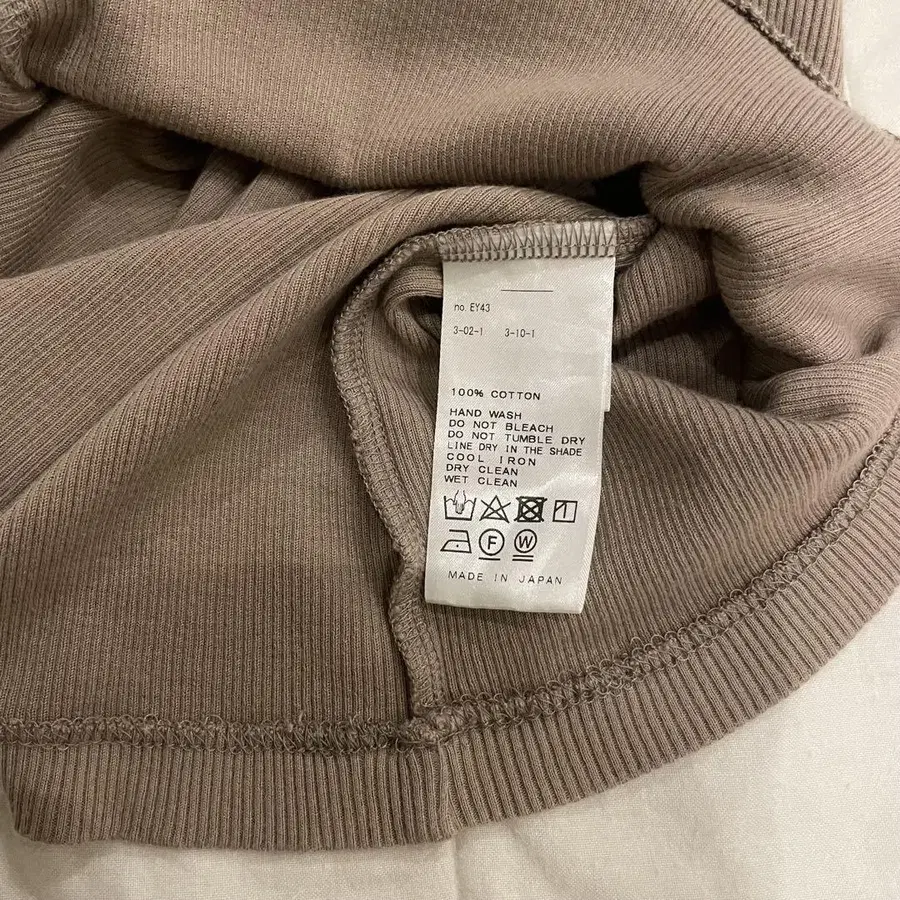 no. EY43
3-02-1 3-10-1
100% COTTON
HAND WASH
DO NOT BLEACH
DO NOT TUMBLE DRY
LINE DRY IN THE SHADE
COOL IRON
DRY CLEAN
WET CLEAN
F W
MADE IN JAPAN